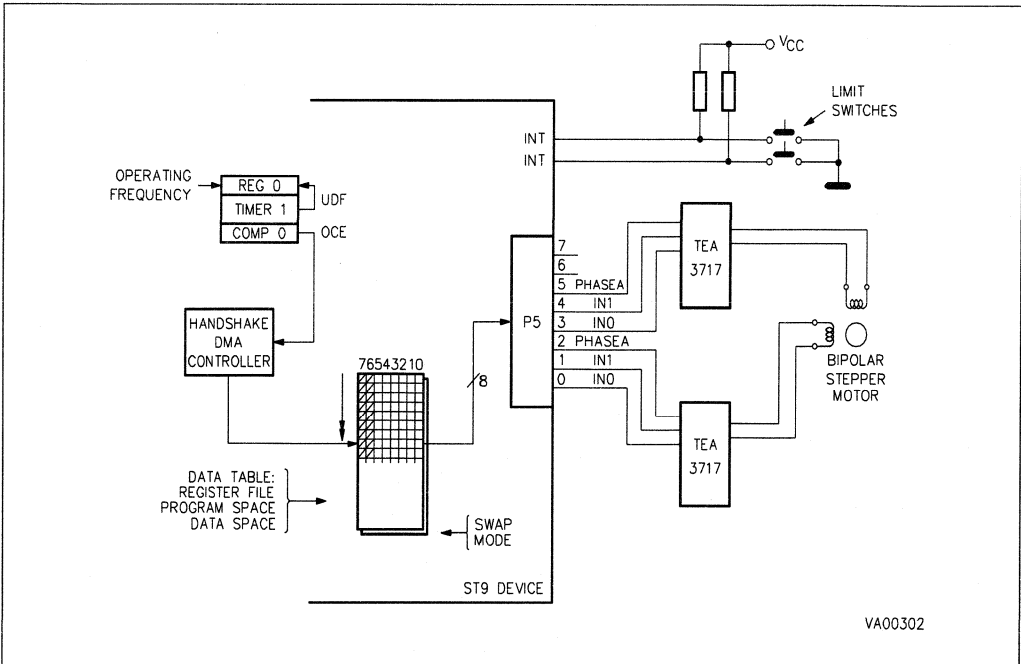 VCC
LIMIT
SWITCHES
INT
INT
OPERATING
FREQUENCY
REG 0
TIMER 1
COMP 0
UDF
OCE
HANDSHAKE
DMA
CONTROLLER
76543210
8
P5
7
6
5 PHASEA
4 IN1
3 IN0
2 PHASEA
1 IN1
0 IN0
TEA
3717
TEA
3717
BIPOLAR
STEPPER
MOTOR
DATA TABLE:
REGISTER FILE
PROGRAM SPACE
DATA SPACE
SWAP
MODE
ST9 DEVICE
VA00302